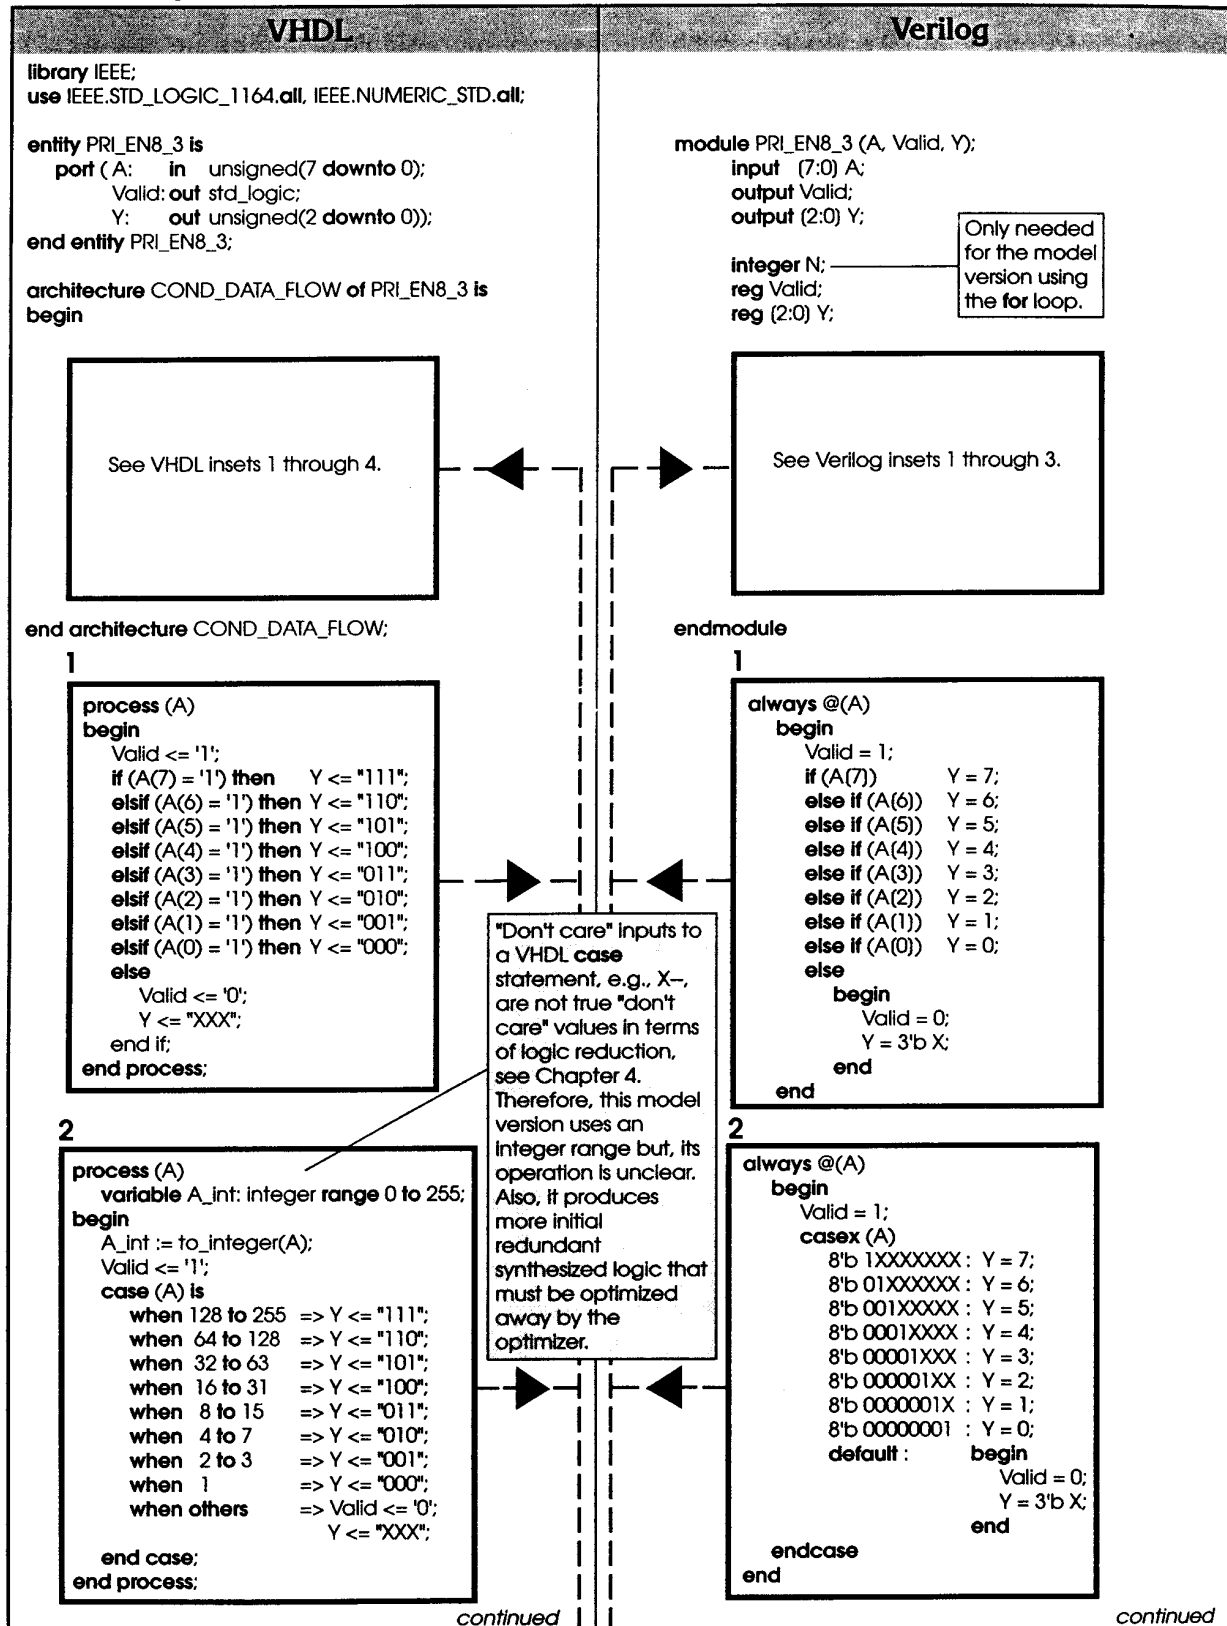 VHDL
library IEEE;
use IEEE.STD_LOGIC_1164.all, IEEE.NUMERIC_STD.all;
entity PRI_EN8_3 is
port ( A: in unsigned(7 downto 0);
Valid: out std_logic;
Y: out unsigned(2 downto 0));
end entity PRI_EN8_3;
architecture COND_DATA_FLOW of PRI_EN8_3 is
begin
See VHDL insets 1 through 4.
end architecture COND_DATA_FLOW;
1
process (A)
begin
Valid <= '1';
if (A(7) = '1') then Y <= "111";
elsif (A(6) = '1') then Y <= "110";
elsif (A(5) = '1') then Y <= "101";
elsif (A(4) = '1') then Y <= "100";
elsif (A(3) = '1') then Y <= "011";
elsif (A(2) = '1') then Y <= "010";
elsif (A(1) = '1') then Y <= "001";
elsif (A(0) = '1') then Y <= "000";
else
Valid <= '0';
Y <= "XXX";
end if;
end process;
2
process (A)
variable A_int: integer range 0 to 255;
begin
A_int := to_integer(A);
Valid <= '1';
case (A) is
when 128 to 255 => Y <= "111";
when 64 to 128 => Y <= "110";
when 32 to 63 => Y <= "101";
when 16 to 31 => Y <= "100";
when 8 to 15 => Y <= "011";
when 4 to 7 => Y <= "010";
when 2 to 3 => Y <= "001";
when 1 => Y <= "000";
when others => Valid <= '0';
Y <= "XXX";
end case;
end process;
continued
"Don't care" inputs to
a VHDL case
statement, e.g., X--,
are not true "don't
care" values in terms
of logic reduction,
see Chapter 4.
Therefore, this model
version uses an
integer range but, its
operation is unclear.
Also, it produces
more initial
redundant
synthesized logic that
must be optimized
away by the
optimizer.
Verilog
module PRI_EN8_3 (A, Valid, Y);
input (7:0) A;
output Valid;
output (2:0) Y;
integer N;
reg Valid;
reg (2:0) Y;
Only needed
for the model
version using
the for loop.
See Verilog insets 1 through 3.
endmodule
1
always @(A)
begin
Valid = 1;
if (A(7)) Y = 7;
else if (A(6)) Y = 6;
else if (A(5)) Y = 5;
else if (A(4)) Y = 4;
else if (A(3)) Y = 3;
else if (A(2)) Y = 2;
else if (A(1)) Y = 1;
else if (A(0)) Y = 0;
else
begin
Valid = 0;
Y = 3'b X;
end
end
2
always @(A)
begin
Valid = 1;
casex (A)
8'b 1XXXXXXX : Y = 7;
8'b 01XXXXXX : Y = 6;
8'b 001XXXXX : Y = 5;
8'b 0001XXXX : Y = 4;
8'b 00001XXX : Y = 3;
8'b 000001XX : Y = 2;
8'b 0000001X : Y = 1;
8'b 00000001 : Y = 0;
default : begin
Valid = 0;
Y = 3'b X;
end
endcase
end
continued